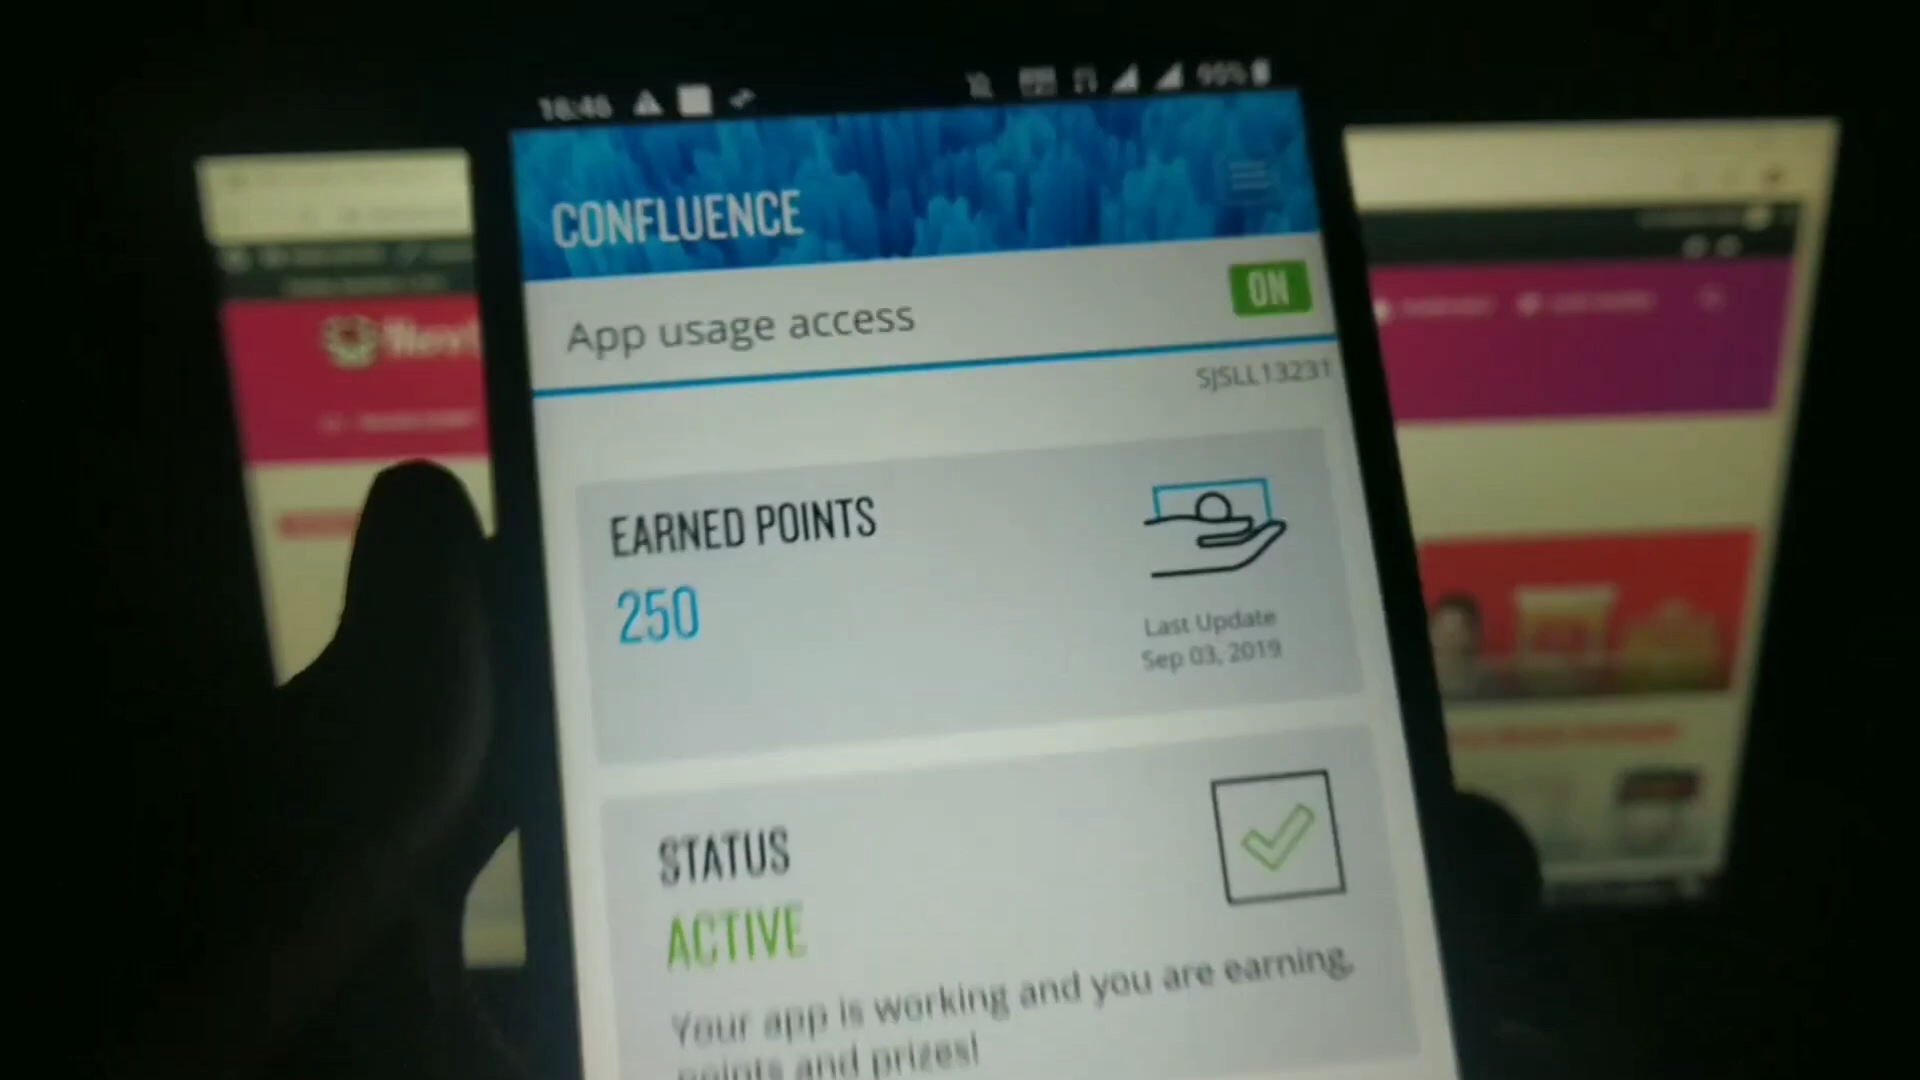 16:46
95%
CONFLUENCE
App usage access
ON
SJSLL13231
EARNED POINTS
250
Last Update
Sep 03, 2019
STATUS
ACTIVE
Your app is working and you are earning,
points and prizes!